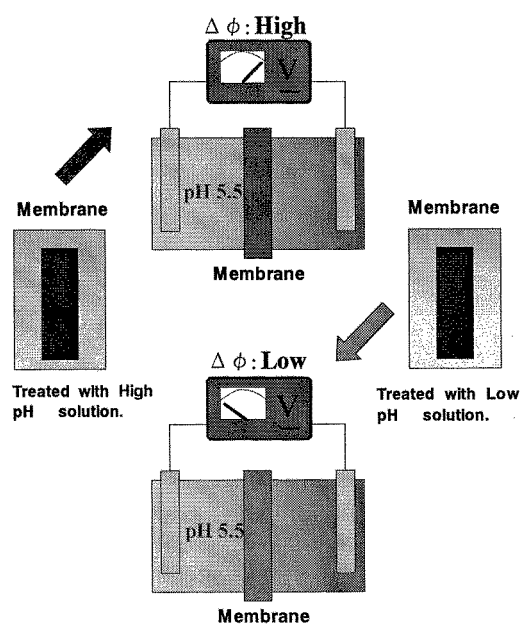 Δ φ : High
V
pH 5.5
Membrane
Membrane
Membrane
Treated with High
pH solution.
Treated with Low
pH solution.
Δ φ : Low
V
pH 5.5
Membrane